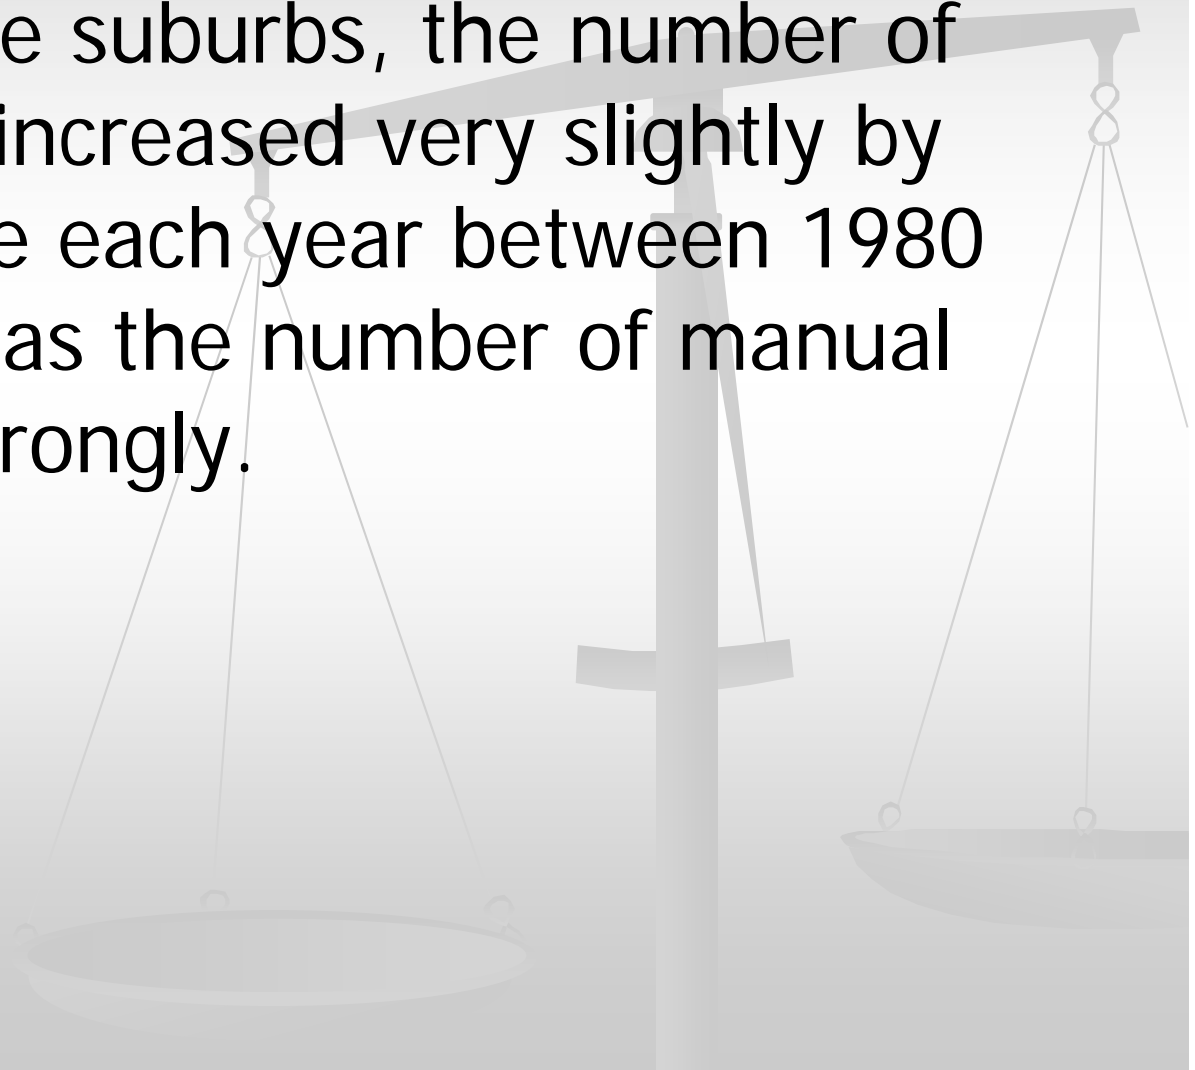 e suburbs, the number of
increased very slightly by
e each year between 1980
as the number of manual
rongly.